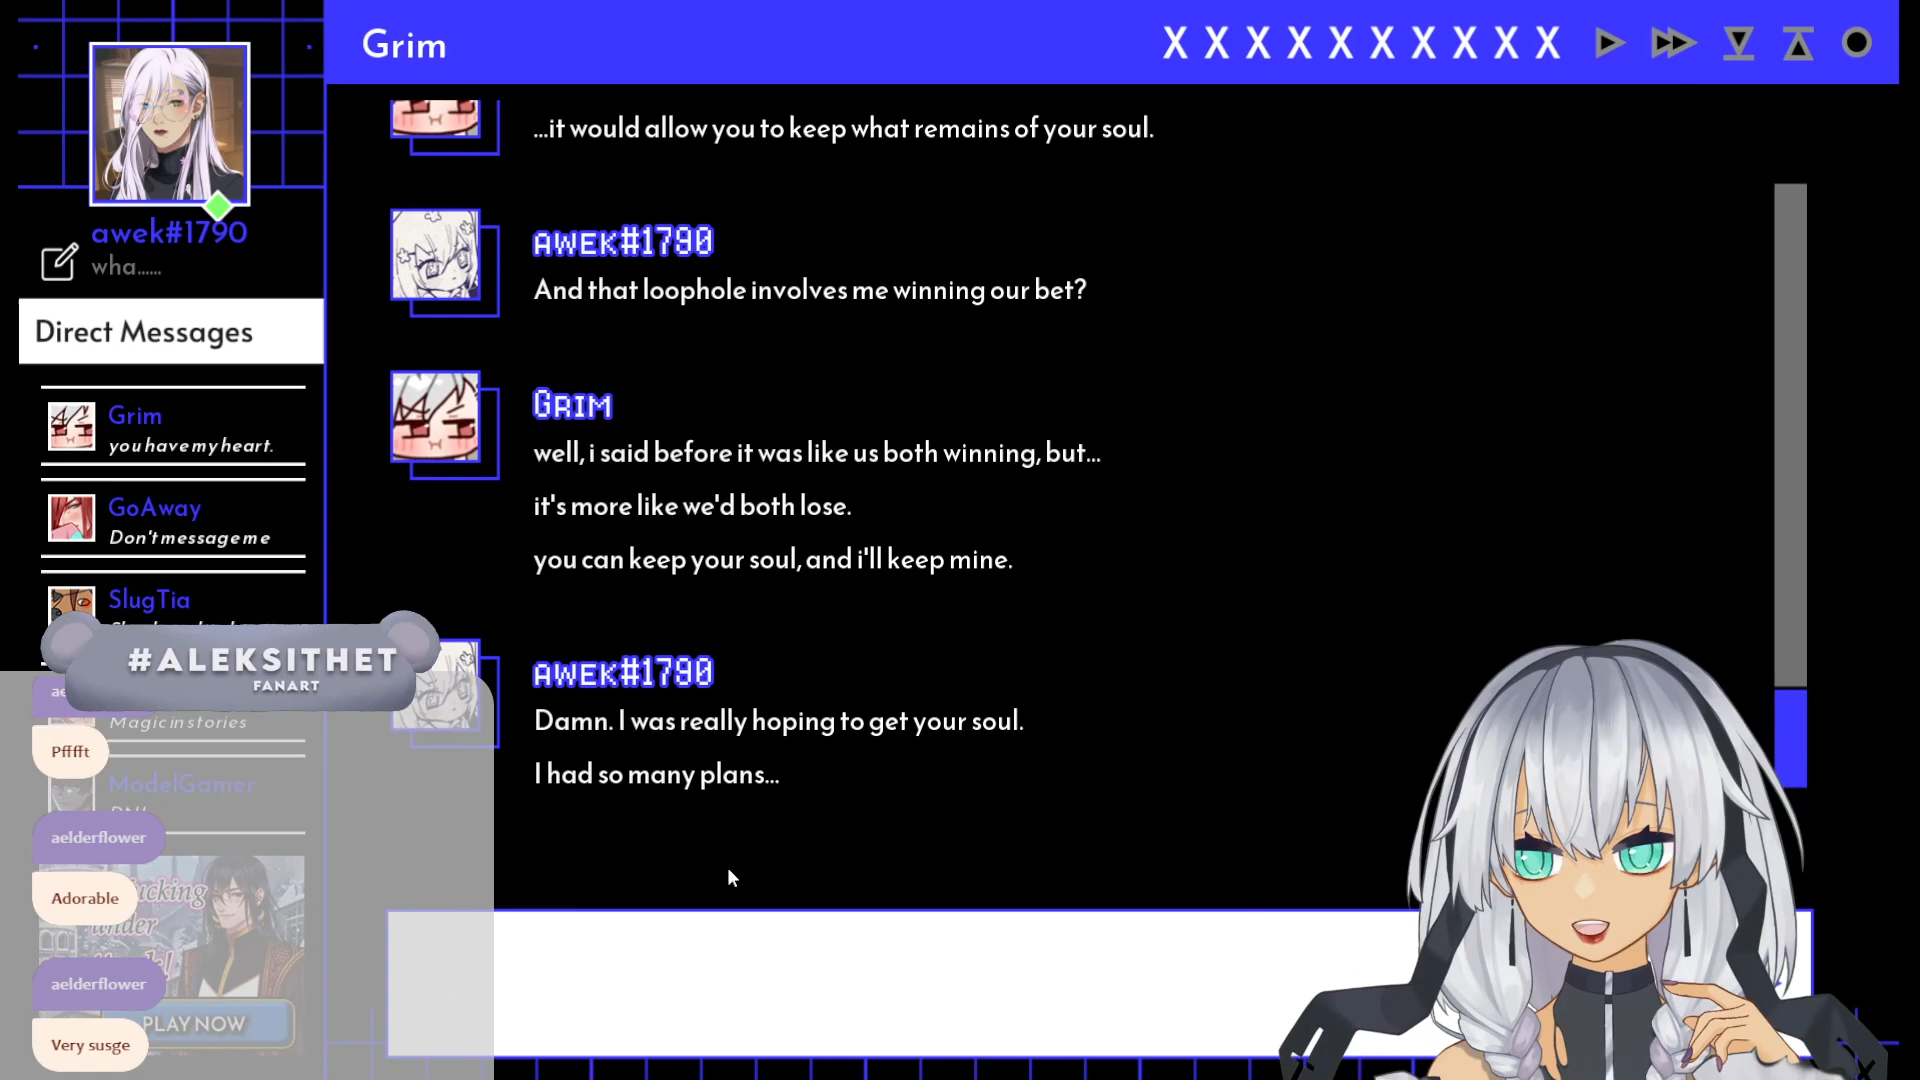 Grim
X X X X X X X X X X
awek#1790
wha......
Direct Messages
Grim
you have my heart.
GoAway
Don't message me
SlugTia
#ALEKSITHET
FANART
ae
Magic in stories
Pfffft
ModelGamer
aelderflower
Adorable
ucking
under
aelderflower
PLAY NOW
Very susge
...it would allow you to keep what remains of your soul.
awek#1790
And that loophole involves me winning our bet?
Grim
well, i said before it was like us both winning, but...
it's more like we'd both lose.
you can keep your soul, and i'll keep mine.
awek#1790
Damn. I was really hoping to get your soul.
I had so many plans...